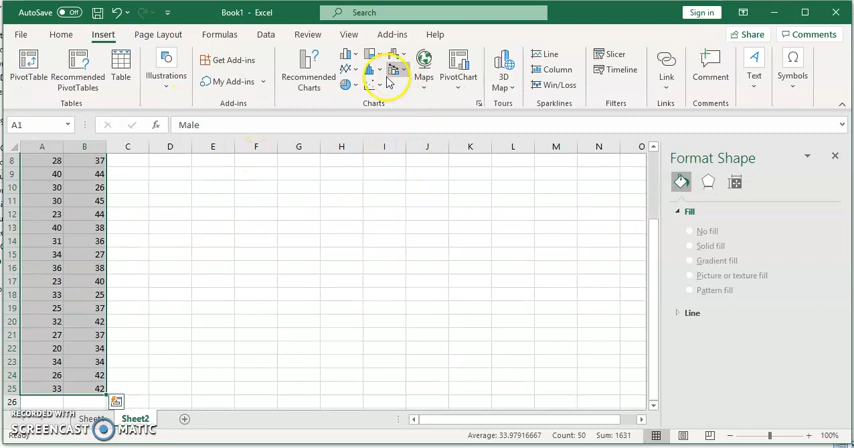 AutoSave Off Book1 - Excel Search Sign in
File Home Insert Page Layout Formulas Data Review View Add-ins Help Share Comments
PivotTable Recommended PivotTables Table Illustrations Get Add-ins My Add-ins Recommended Charts Maps PivotChart 3D Map Line Column Win/Loss Slicer Timeline Link Comment Text Symbols
Tables Add-ins Charts Tours Sparklines Filters Links Comments
A1 fx Male
A B C D E F G H I J K L M N O
8 28 37
9 40 44
10 30 26
11 30 45
12 23 44
13 40 38
14 31 36
15 34 27
16 36 38
17 23 40
18 33 25
19 25 37
20 32 42
21 27 37
22 20 34
23 34 34
24 26 42
25 33 42
26
Format Shape
Fill
No fill
Solid fill
Gradient fill
Picture or texture fill
Pattern fill
Line
Sheet1 Sheet2
Ready Average: 33.97916667 Count: 50 Sum: 1631 100%
RECORDED WITH
SCREENCAST MATIC